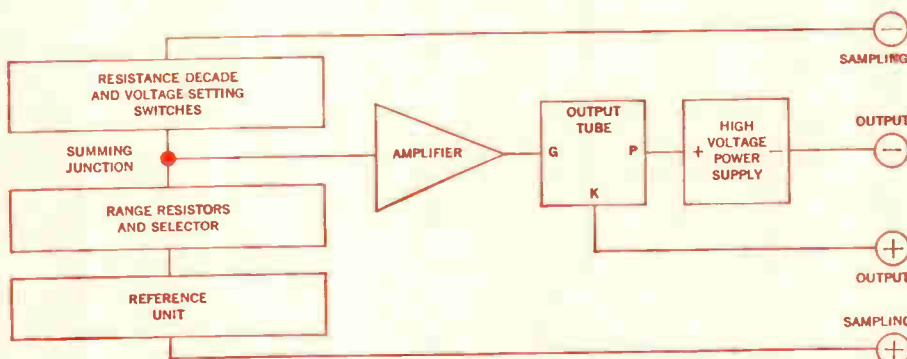 −
SAMPLING
RESISTANCE DECADE
AND VOLTAGE SETTING
SWITCHES
SUMMING
JUNCTION
AMPLIFIER
OUTPUT
TUBE
G
P
K
HIGH
VOLTAGE
POWER
SUPPLY
+
−
OUTPUT
−
RANGE RESISTORS
AND SELECTOR
+
OUTPUT
REFERENCE
UNIT
SAMPLING
+